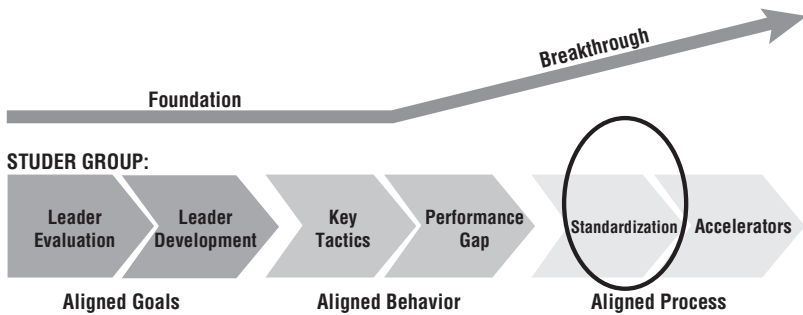 Breakthrough
Foundation
STUDER GROUP:
Leader
Evaluation
Leader
Development
Key
Tactics
Performance
Gap
Standardization
Accelerators
Aligned Goals
Aligned Behavior
Aligned Process